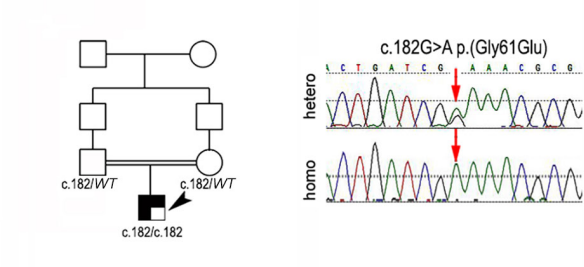 c.182G>A p.(Gly61Glu)
A C T G A T C G A A A C G C G
hetero
homo
c.182/WT c.182/WT
c.182/c.182